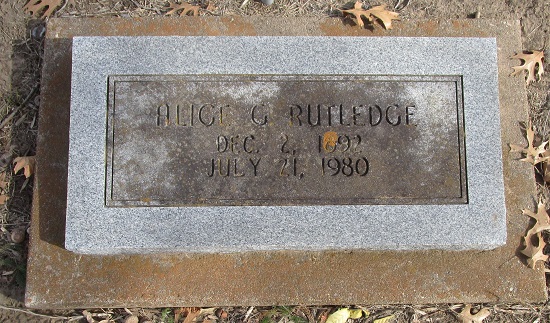 ALICE G. RUTLEDGE
DEC. 2, 1892
JULY 21, 1980